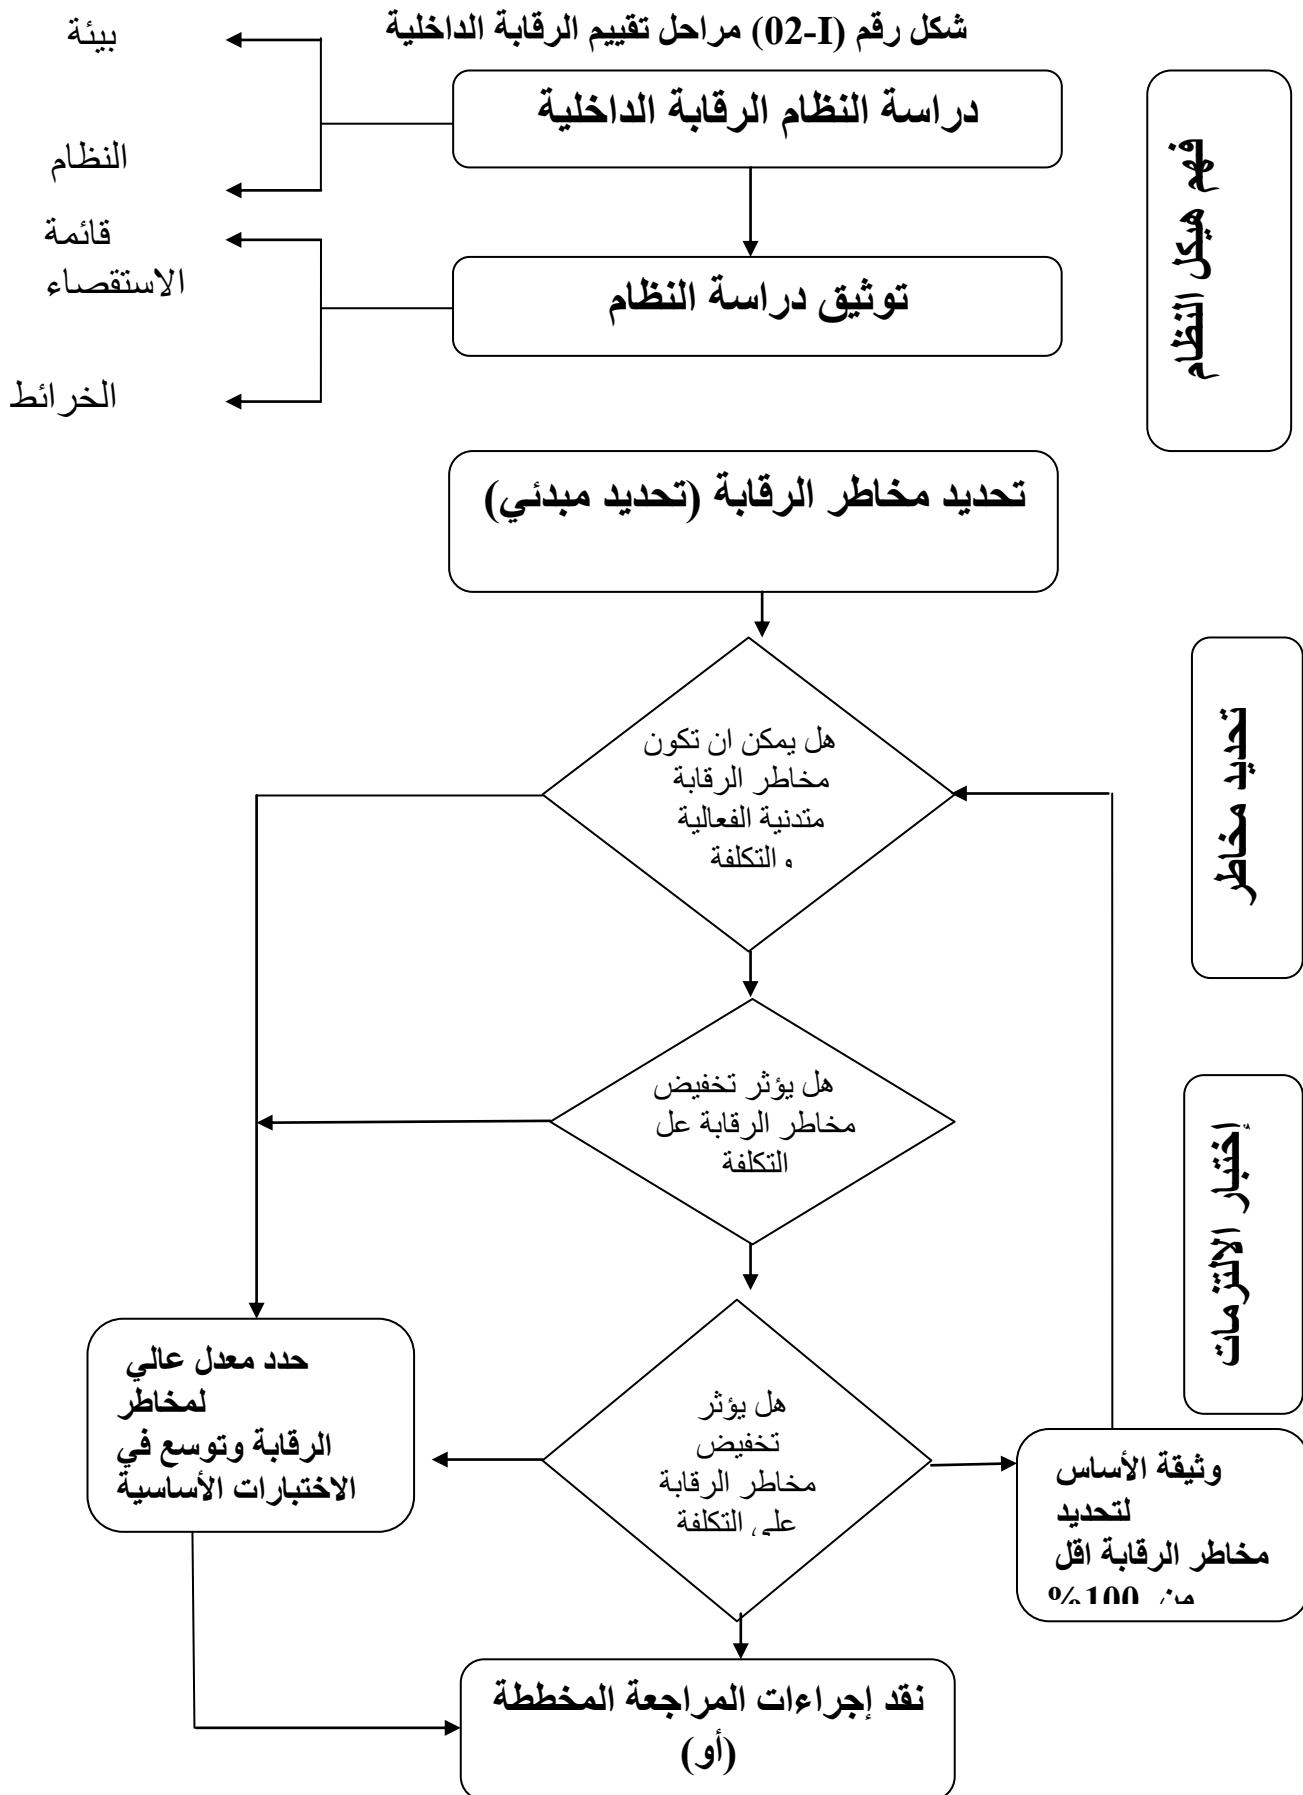 شكل رقم (02-I) مراحل تقييم الرقابة الداخلية
فهم هيكل النظام
دراسة النظام الرقابة الداخلية
بيئة
النظام
توثيق دراسة النظام
قائمة
الاستقصاء
الخرائط
تحديد مخاطر الرقابة (تحديد مبدئي)
تحديد مخاطر
هل يمكن ان تكون
مخاطر الرقابة
متدنية الفعالية
و التكلفة
هل يؤثر تخفيض
مخاطر الرقابة عل
التكلفة
إختبار الالتزمات
هل يؤثر
تخفيض
مخاطر الرقابة
على التكلفة
وثيقة الأساس
لتحديد
مخاطر الرقابة اقل
من 100%
حدد معدل عالي
لمخاطر
الرقابة وتوسع في
الاختبارات الأساسية
نقد إجراءات المراجعة المخططة
(أو)